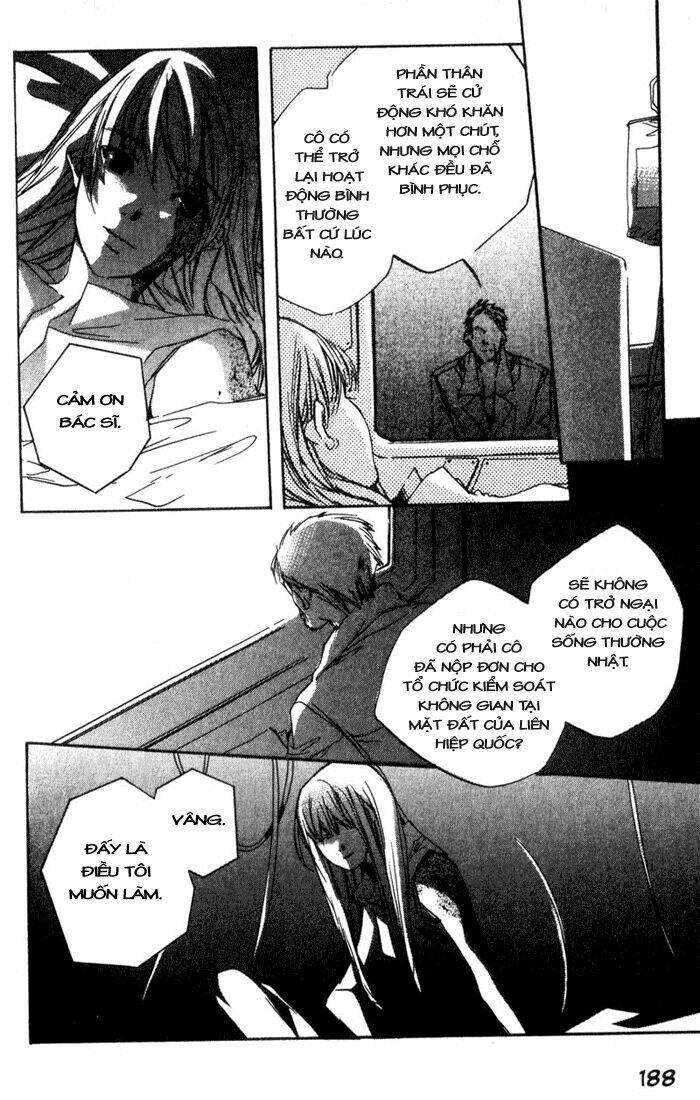 PHẦN THÂN
TRÁI SẼ CỬ
ĐỘNG KHÓ KHĂN
HƠN MỘT CHÚT,
NHƯNG MỌI CHỖ
KHÁC ĐỀU ĐÃ
BÌNH PHỤC.
CÔ CÓ
THỂ TRỞ
LẠI HOẠT
ĐỘNG BÌNH
THƯỜNG
BẤT CỨ LÚC
NÀO.
CẢM ƠN
BÁC SĨ.
SẼ KHÔNG
CÓ TRỞ NGẠI
NÀO CHO CUỘC
SỐNG THƯỜNG
NHẬT.
NHƯNG
CÓ PHẢI CÔ
ĐÃ NỘP ĐƠN CHO
TỔ CHỨC KIỂM SOÁT
KHÔNG GIAN TẠI
MẶT ĐẤT CỦA LIÊN
HIỆP QUỐC?
VÂNG.
ĐẤY LÀ
ĐIỀU TÔI
MUỐN LÀM.
188